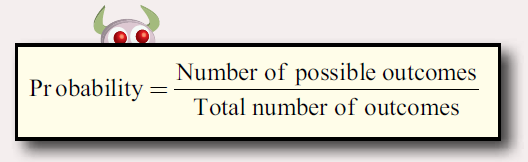 Probability = Number of possible outcomes / Total number of outcomes